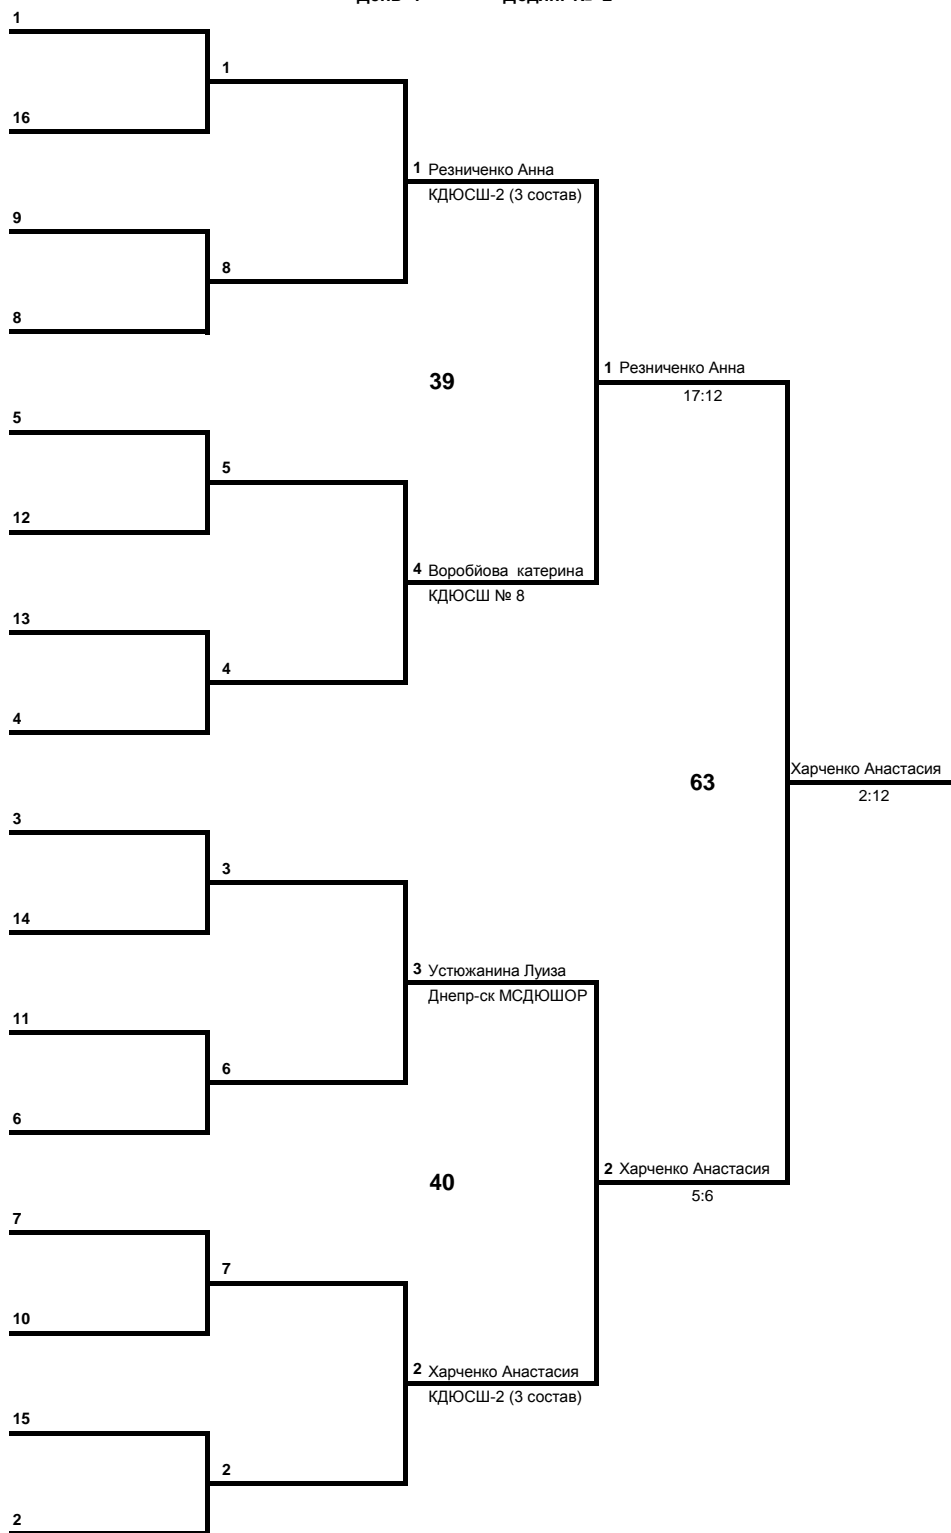 1
1
16
1 Резниченко Анна
КДЮСШ-2 (3 состав)
9
8
8
39
1 Резниченко Анна
17:12
5
5
12
4 Воробйова катерина
КДЮСШ № 8
13
4
4
63
Харченко Анастасия
2:12
3
3
14
3 Устюжанина Луиза
Днепр-ск МСДЮШОР
11
6
6
40
2 Харченко Анастасия
5:6
7
7
10
2 Харченко Анастасия
КДЮСШ-2 (3 состав)
15
2
2